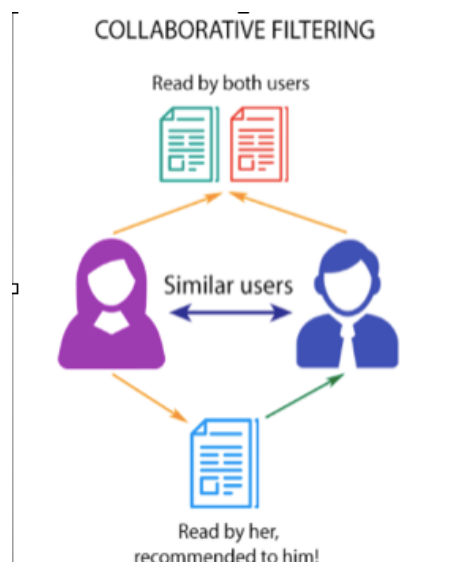 COLLABORATIVE FILTERING
Read by both users
Similar users
Read by her,
recommended to him!